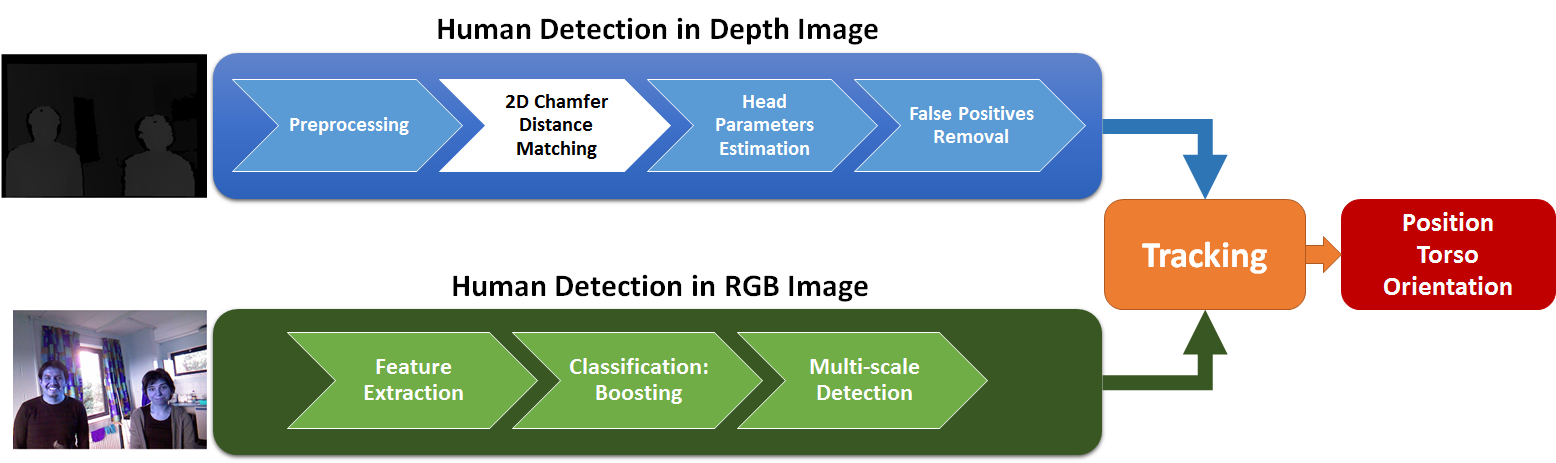 Human Detection in Depth Image
Preprocessing
2D Chamfer
Distance
Matching
Head
Parameters
Estimation
False Positives
Removal
Tracking
Position
Torso
Orientation
Human Detection in RGB Image
Feature
Extraction
Classification:
Boosting
Multi-scale
Detection